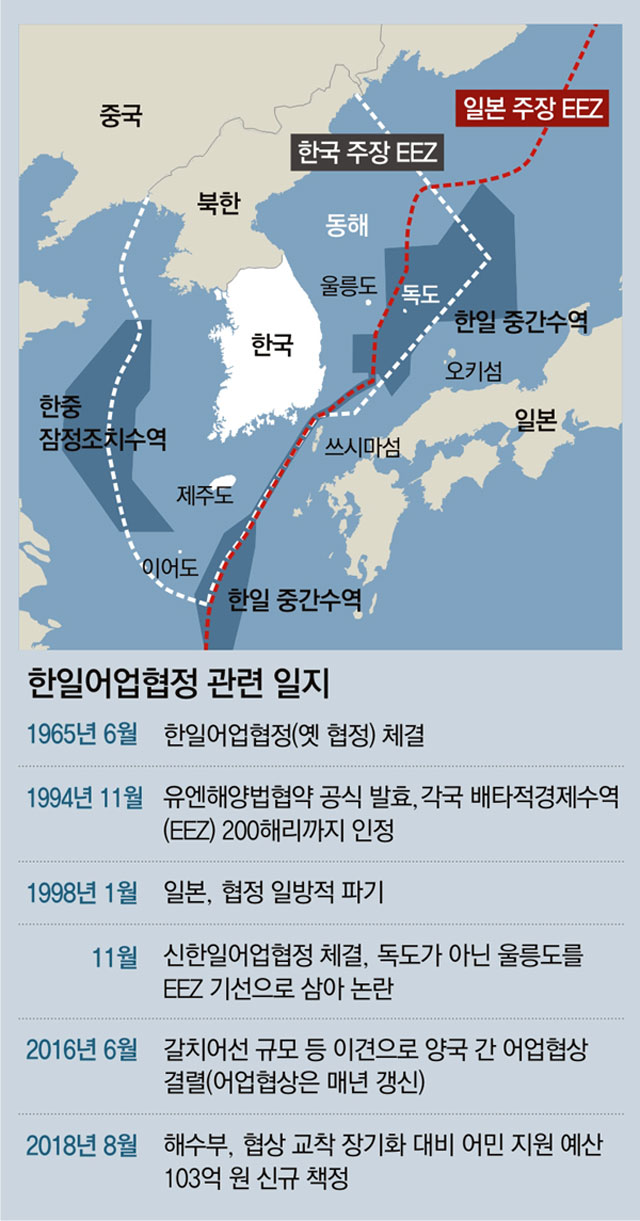 중국
일본 주장 EEZ
한국 주장 EEZ
북한
동해
울릉도
독도
한국
한일 중간수역
오키섬
한중
잠정조치수역
일본
쓰시마섬
제주도
이어도
한일 중간수역
한일어업협정 관련 일지
1965년 6월 한일어업협정(옛 협정) 체결
1994년 11월 유엔해양법협약 공식 발효, 각국 배타적경제수역
(EEZ) 200해리까지 인정
1998년 1월 일본, 협정 일방적 파기
11월 신한일어업협정 체결, 독도가 아닌 울릉도를
EEZ 기선으로 삼아 논란
2016년 6월 갈치어선 규모 등 이견으로 양국 간 어업협상
결렬(어업협상은 매년 갱신)
2018년 8월 해수부, 협상 교착 장기화 대비 어민 지원 예산
103억 원 신규 책정